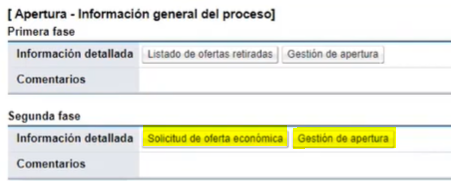 [ Apertura - Información general del proceso]
Primera fase
Información detallada Listado de ofertas retiradas Gestión de apertura
Comentarios
Segunda fase
Información detallada Solicitud de oferta económica Gestión de apertura
Comentarios